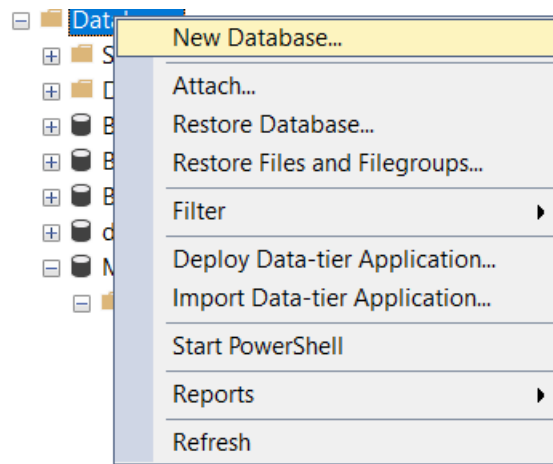 New Database...
Attach...
Restore Database...
Restore Files and Filegroups...
Filter
Deploy Data-tier Application...
Import Data-tier Application...
Start PowerShell
Reports
Refresh